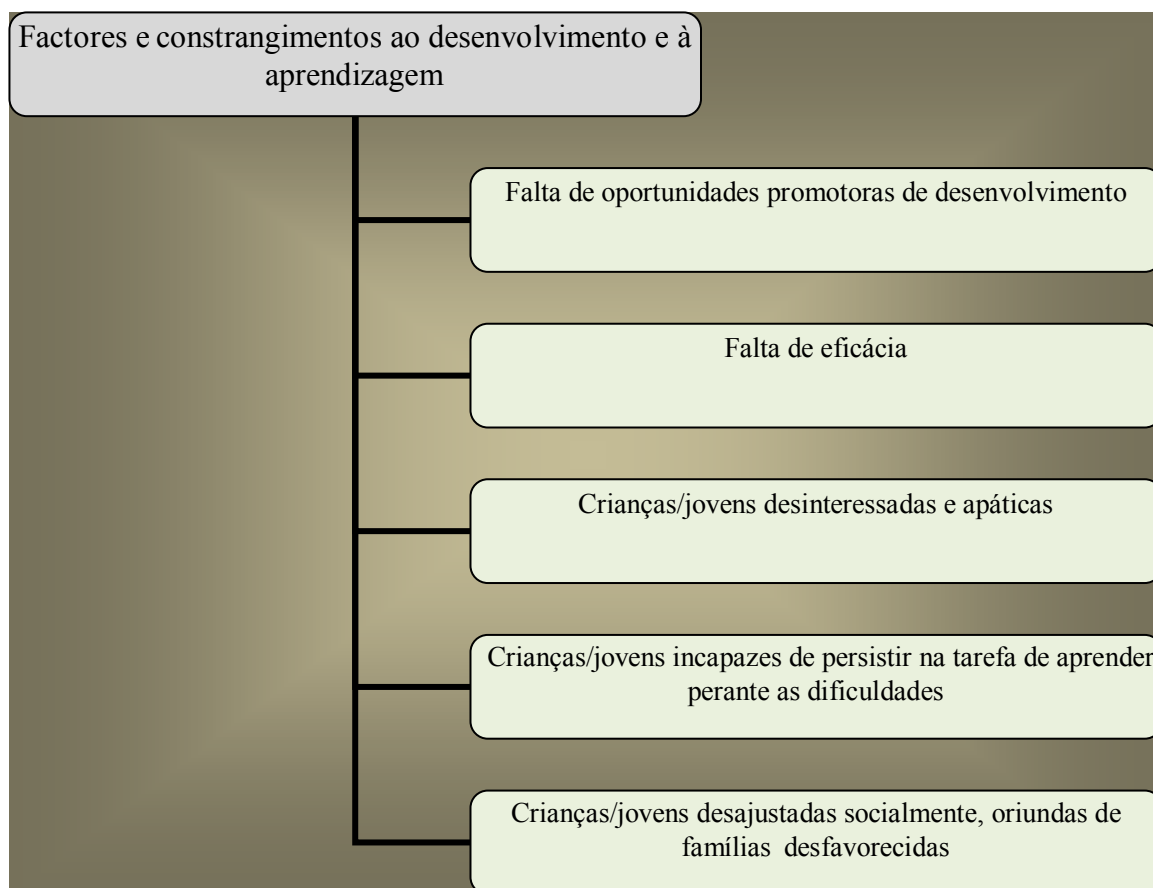 Factores e constrangimentos ao desenvolvimento e à
aprendizagem
Falta de oportunidades promotoras de desenvolvimento
Falta de eficácia
Crianças/jovens desinteressadas e apáticas
Crianças/jovens incapazes de persistir na tarefa de aprender
perante as dificuldades
Crianças/jovens desajustadas socialmente, oriundas de
famílias desfavorecidas